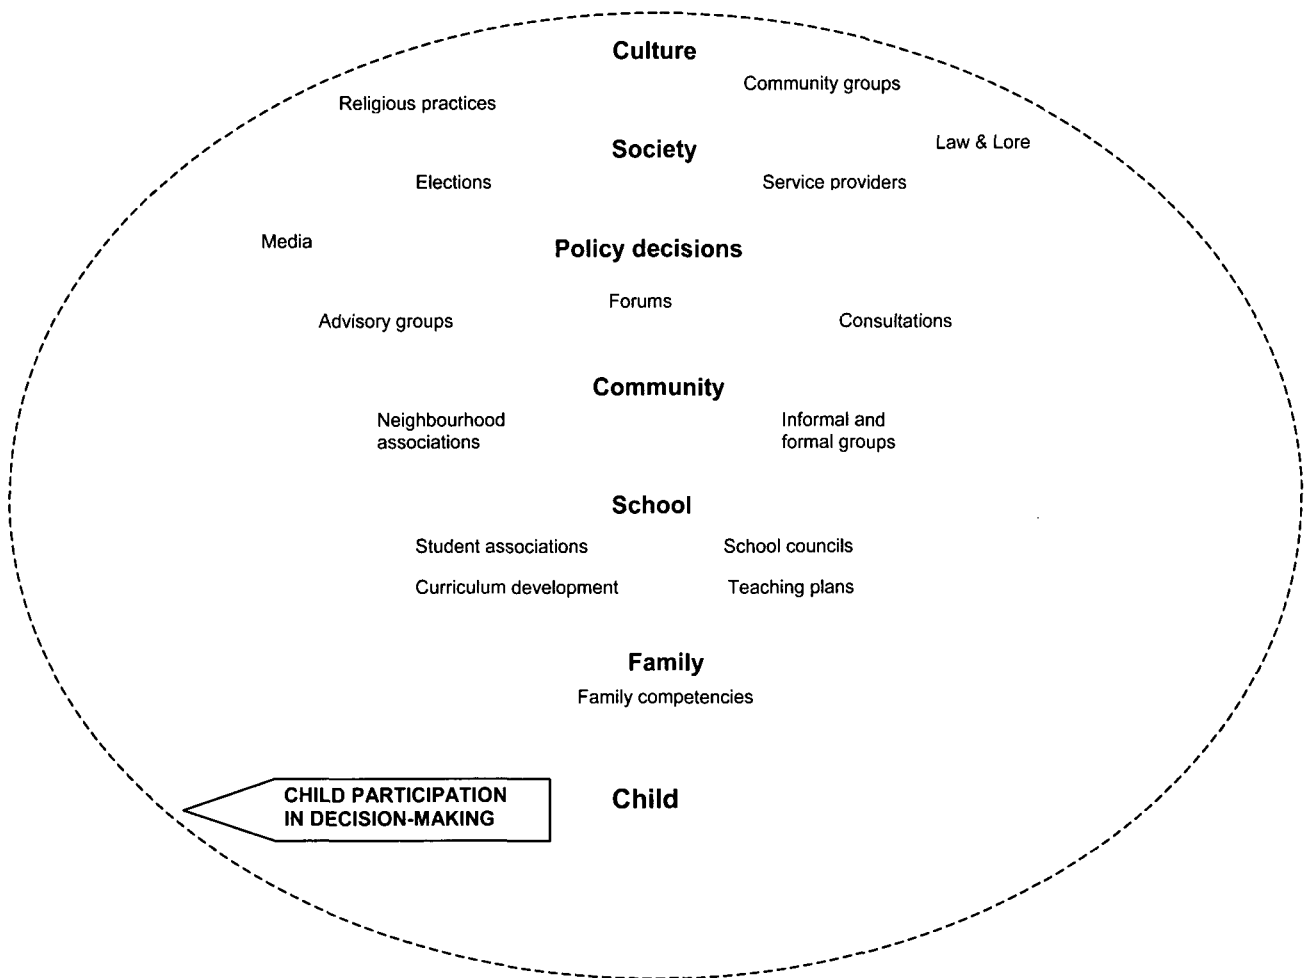 Culture
Community groups
Religious practices
Law & Lore
Society
Elections
Service providers
Media
Policy decisions
Forums
Advisory groups
Consultations
Community
Neighbourhood
associations
Informal and
formal groups
School
Student associations
School councils
Curriculum development
Teaching plans
Family
Family competencies
CHILD PARTICIPATION
IN DECISION-MAKING
Child